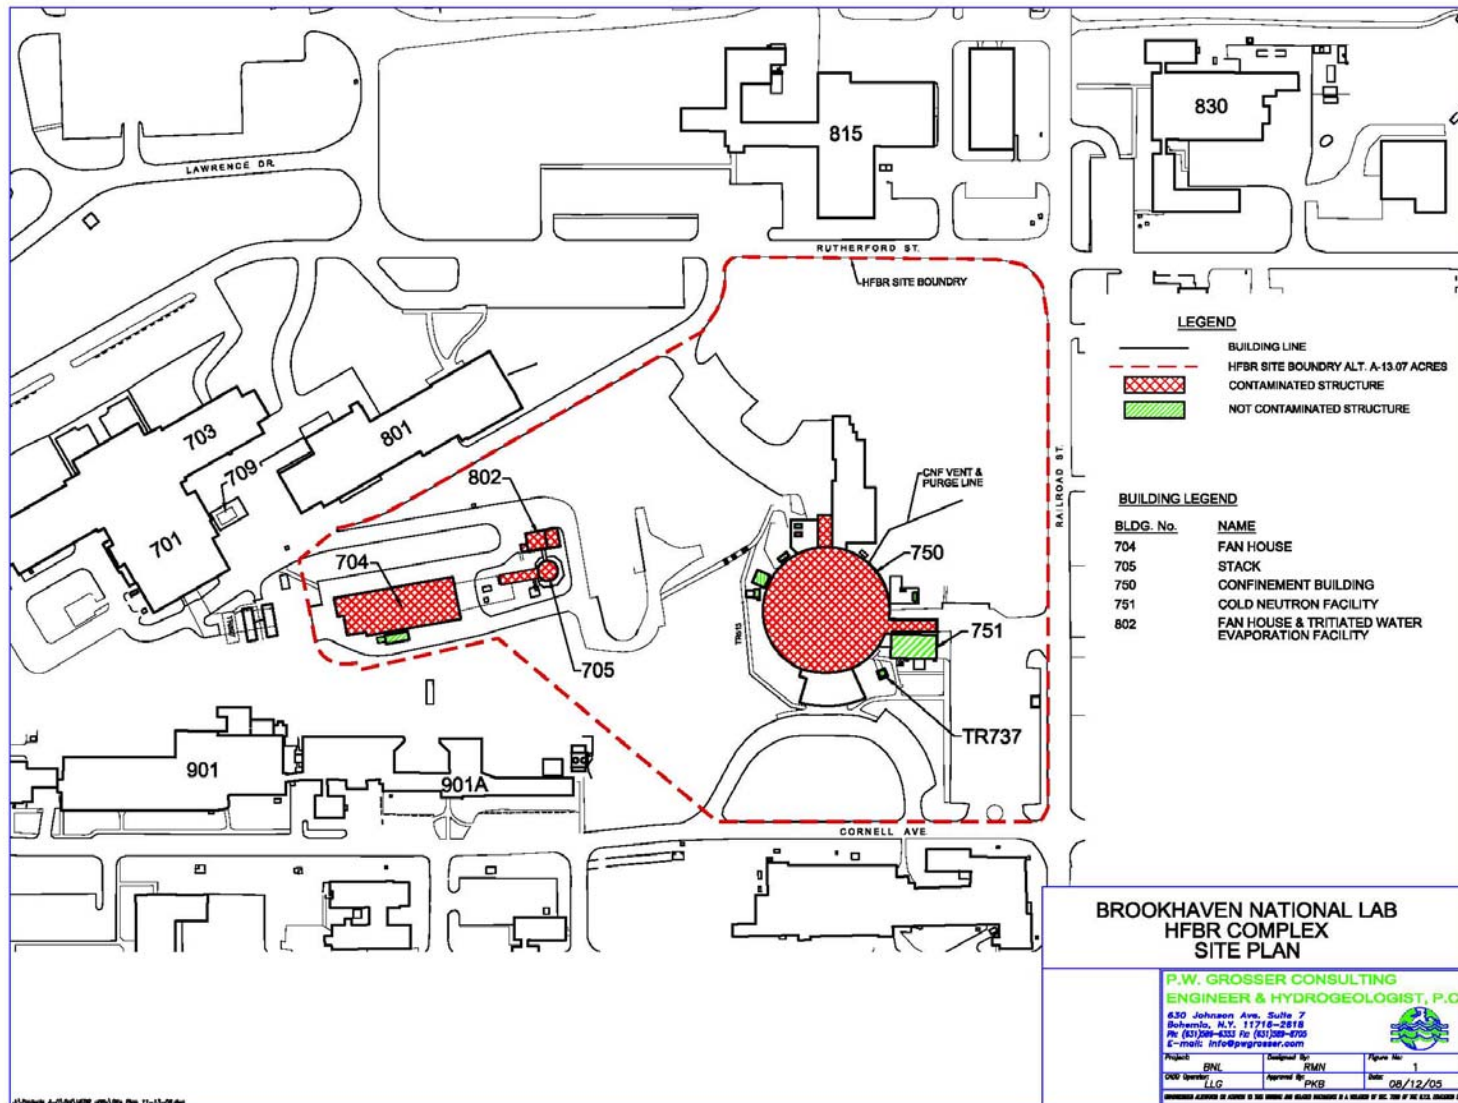 815
830
LAWRENCE DR.
RUTHERFORD ST.
HFBR SITE BOUNDRY
LEGEND
BUILDING LINE
HFBR SITE BOUNDRY ALT. A-13.07 ACRES
CONTAMINATED STRUCTURE
NOT CONTAMINATED STRUCTURE
703
801
709
701
802
704
705
CNF VENT &
PURGE LINE
RAILROAD ST.
750
751
TR737
BUILDING LEGEND
BLDG. No. NAME
704 FAN HOUSE
705 STACK
750 CONFINEMENT BUILDING
751 COLD NEUTRON FACILITY
802 FAN HOUSE & TRITIATED WATER
EVAPORATION FACILITY
901
901A
CORNELL AVE.
BROOKHAVEN NATIONAL LAB
HFBR COMPLEX
SITE PLAN
P.W. GROSSER CONSULTING
ENGINEER & HYDROGEOLOGIST, P.C
630 Johnson Ave. Suite 7
Bohemia, N.Y. 11716-2618
E-mail: info@pwgrosser.com
Project: BNL
Designed By: RMN
Figure No: 1
CADD Operator: LLG
Approved By: PKB
Date: 08/12/05